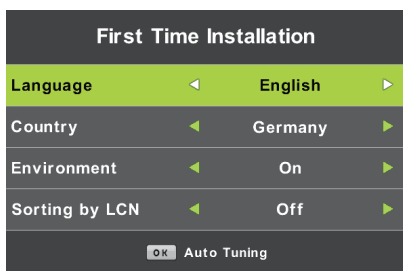 First Time Installation
Language English
Country Germany
Environment On
Sorting by LCN Off
OK Auto Tuning